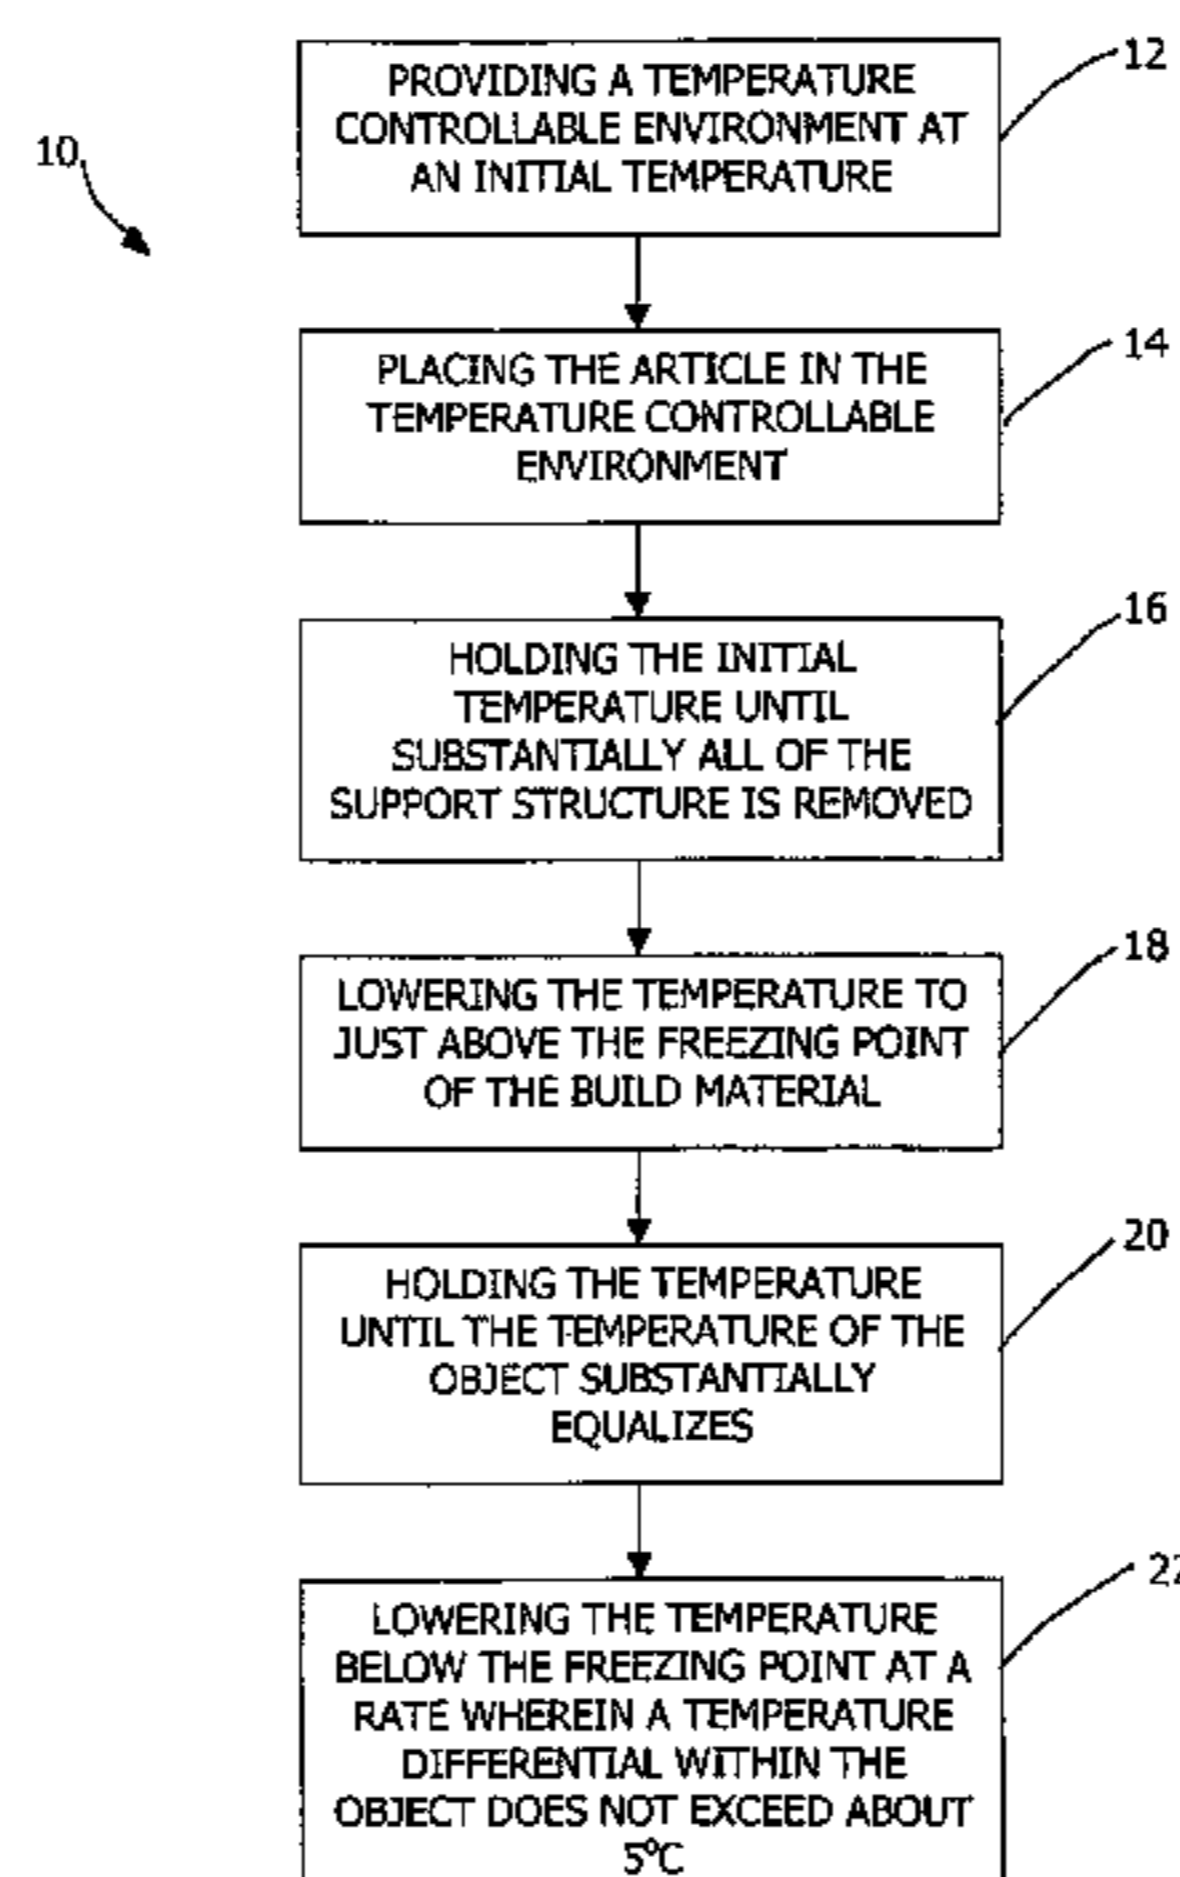 10
12
PROVIDING A TEMPERATURE
CONTROLLABLE ENVIRONMENT AT
AN INITIAL TEMPERATURE
14
PLACING THE ARTICLE IN THE
TEMPERATURE CONTROLLABLE
ENVIRONMENT
16
HOLDING THE INITIAL
TEMPERATURE UNTIL
SUBSTANTIALLY ALL OF THE
SUPPORT STRUCTURE IS REMOVED
18
LOWERING THE TEMPERATURE TO
JUST ABOVE THE FREEZING POINT
OF THE BUILD MATERIAL
20
HOLDING THE TEMPERATURE
UNTIL THE TEMPERATURE OF THE
OBJECT SUBSTANTIALLY
EQUALIZES
22
LOWERING THE TEMPERATURE
BELOW THE FREEZING POINT AT A
RATE WHEREIN A TEMPERATURE
DIFFERENTIAL WITHIN THE
OBJECT DOES NOT EXCEED ABOUT
5°C